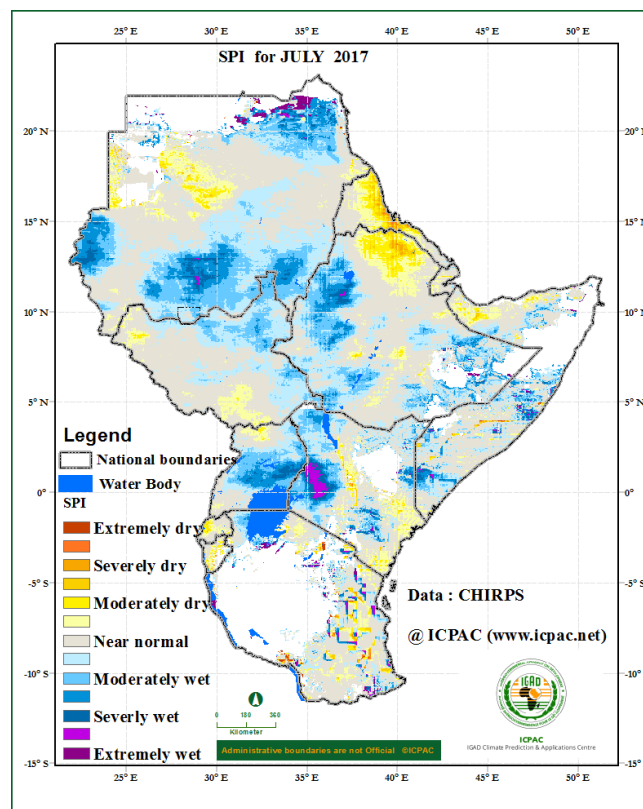 SPI for JULY 2017
25° E 30° E 35° E 40° E 45° E 50° E
20° N 20° N
15° N 15° N
10° N 10° N
5° N 5° N
0° 0°
-5° S -5° S
-10° S -10° S
-15° S -15° S
Legend
National boundaries
Water Body
SPI
Extremely dry
Severely dry
Moderately dry
Near normal
Moderately wet
Severly wet
Extremely wet
Data : CHIRPS
@ ICPAC (www.icpac.net)
0 180 360
Kilometer
Administrative boundaries are not Official ©ICPAC
IGAD
ICPAC
IGAD Climate Prediction & Applications Centre
25° E 30° E 35° E 40° E 45° E 50° E